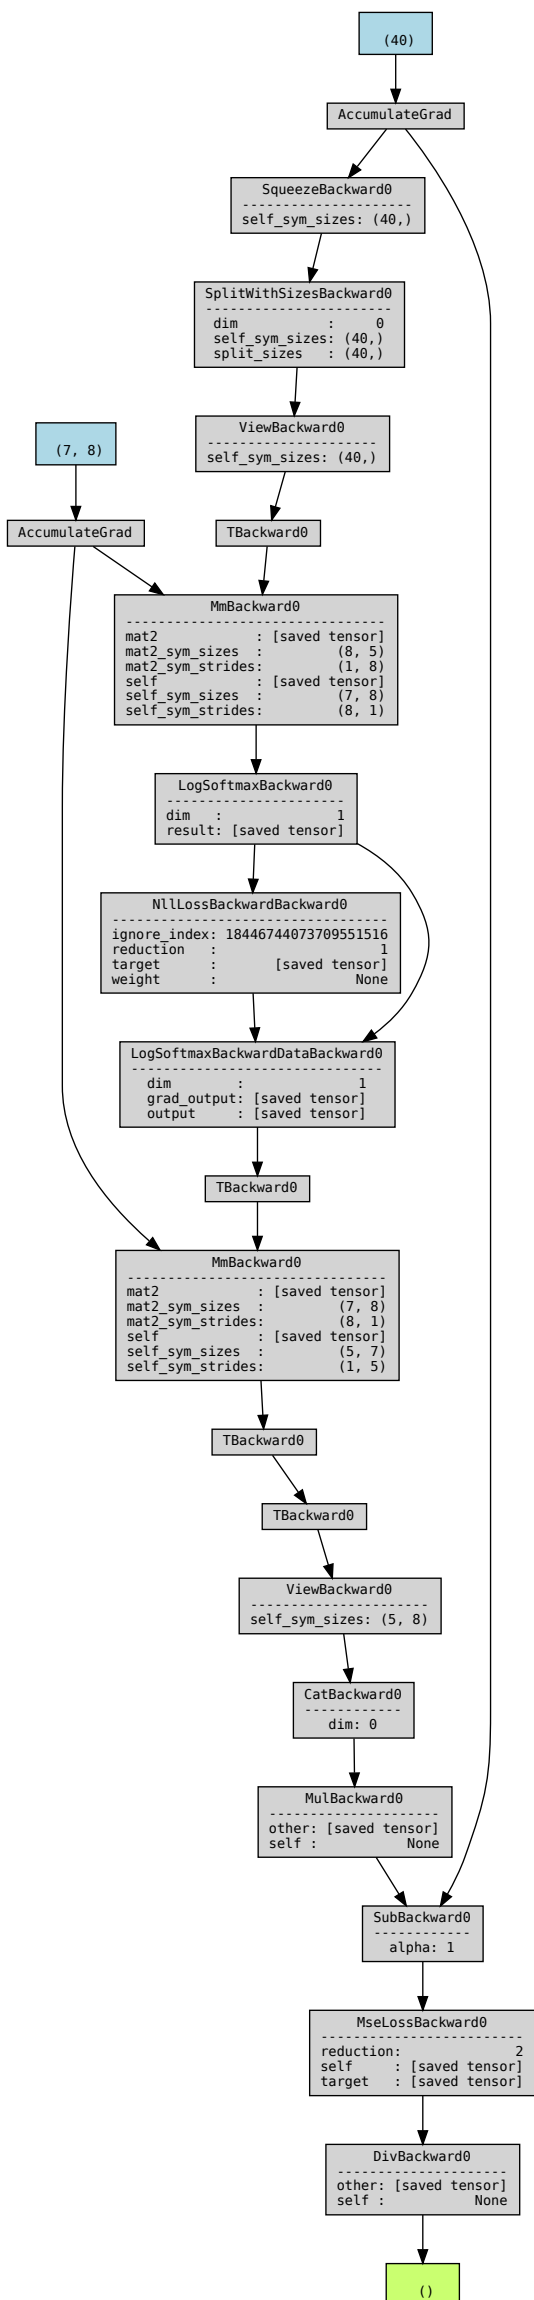 (40)
AccumulateGrad
SqueezeBackward0
---------------------
self_sym_sizes: (40,)
SplitWithSizesBackward0
-----------------------
dim           :     0
self_sym_sizes: (40,)
split_sizes   : (40,)
ViewBackward0
---------------------
self_sym_sizes: (40,)
(7, 8)
AccumulateGrad
TBackward0
MmBackward0
--------------------------------
mat2            : [saved tensor]
mat2_sym_sizes  :         (8, 5)
mat2_sym_strides:         (1, 8)
self            : [saved tensor]
self_sym_sizes  :         (7, 8)
self_sym_strides:         (8, 1)
LogSoftmaxBackward0
----------------------
dim   :              1
result: [saved tensor]
NllLossBackwardBackward0
----------------------------------
ignore_index: 18446744073709551516
reduction   :                    1
target      :       [saved tensor]
weight      :                 None
LogSoftmaxBackwardDataBackward0
-------------------------------
dim        :              1
grad_output: [saved tensor]
output     : [saved tensor]
TBackward0
MmBackward0
--------------------------------
mat2            : [saved tensor]
mat2_sym_sizes  :         (7, 8)
mat2_sym_strides:         (8, 1)
self            : [saved tensor]
self_sym_sizes  :         (5, 7)
self_sym_strides:         (1, 5)
TBackward0
TBackward0
ViewBackward0
----------------------
self_sym_sizes: (5, 8)
CatBackward0
------------
dim: 0
MulBackward0
---------------------
other: [saved tensor]
self :           None
SubBackward0
------------
alpha: 1
MseLossBackward0
-------------------------
reduction:              2
self     : [saved tensor]
target   : [saved tensor]
DivBackward0
---------------------
other: [saved tensor]
self :           None
()